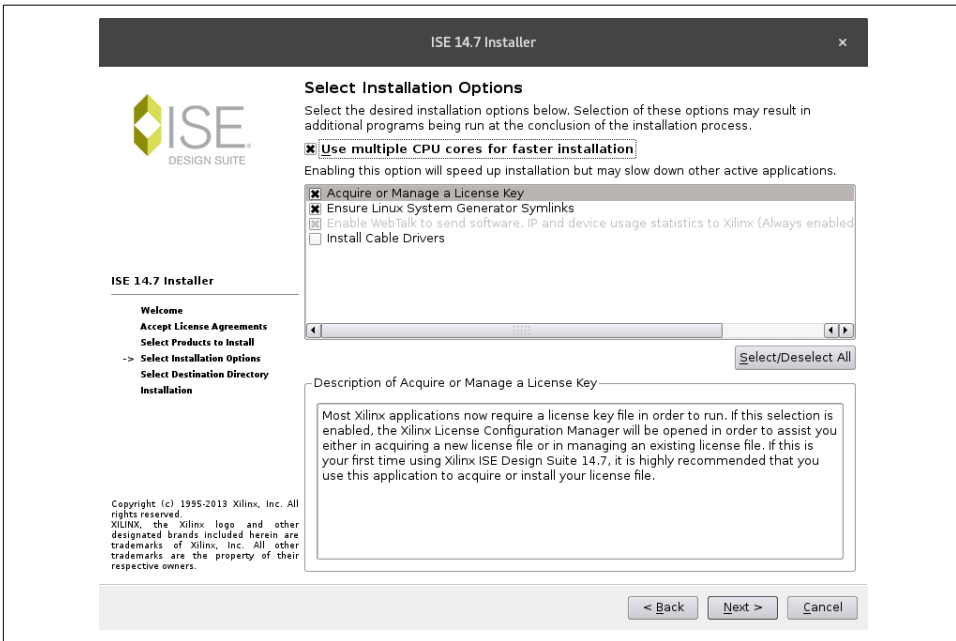 ISE 14.7 Installer
×
ISE
DESIGN SUITE
Select Installation Options
Select the desired installation options below. Selection of these options may result in
additional programs being run at the conclusion of the installation process.
Use multiple CPU cores for faster installation
Enabling this option will speed up installation but may slow down other active applications.
Acquire or Manage a License Key
Ensure Linux System Generator Symlinks
Enable WebTalk to send software, IP and device usage statistics to Xilinx (Always enabled
Install Cable Drivers
Select/Deselect All
ISE 14.7 Installer
Welcome
Accept License Agreements
Select Products to Install
-> Select Installation Options
Select Destination Directory
Installation
Description of Acquire or Manage a License Key
Most Xilinx applications now require a license key file in order to run. If this selection is
enabled, the Xilinx License Configuration Manager will be opened in order to assist you
either in acquiring a new license file or in managing an existing license file. If this is
your first time using Xilinx ISE Design Suite 14.7, it is highly recommended that you
use this application to acquire or install your license file.
Copyright (c) 1995-2013 Xilinx, Inc. All
rights reserved.
XILINX, the Xilinx logo and other
designated brands included herein are
trademarks of Xilinx, Inc. All other
trademarks are the property of their
respective owners.
< Back
Next >
Cancel